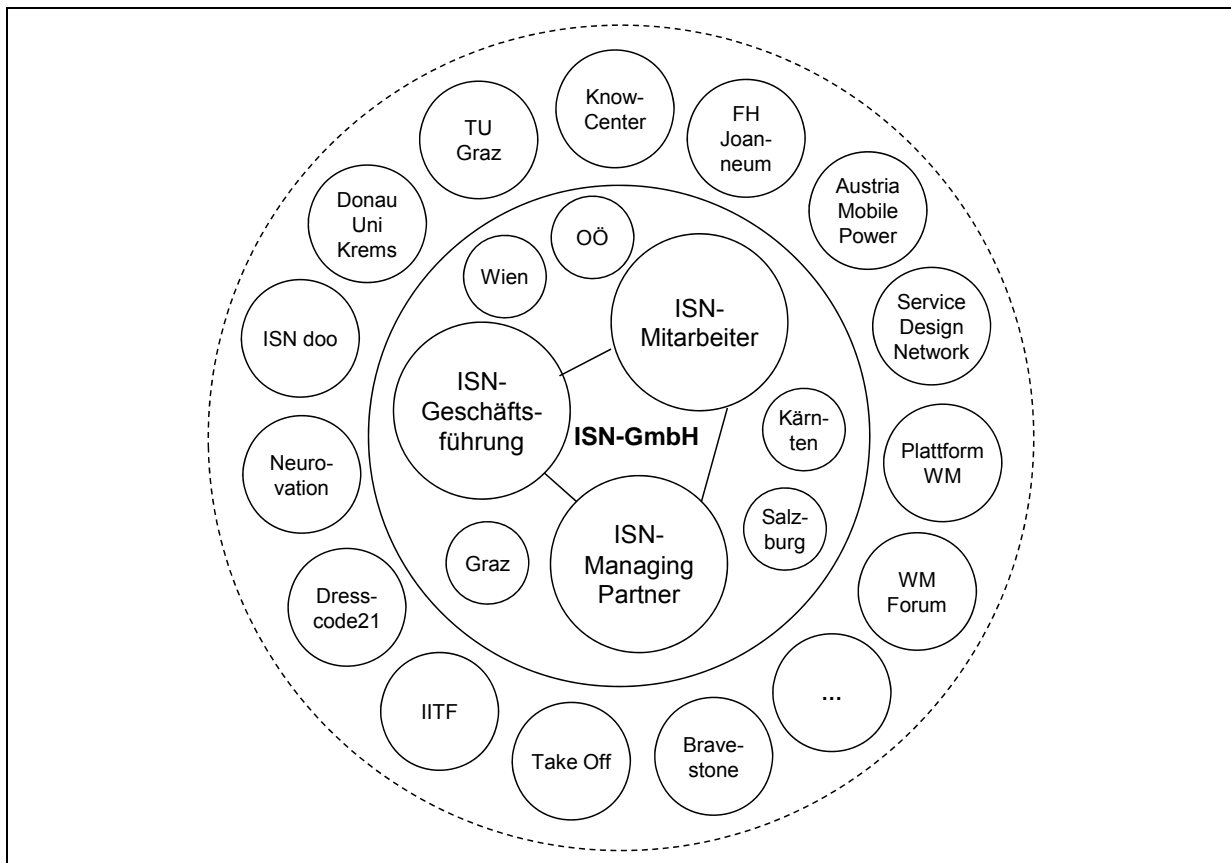 Know-
Center
FH
Joan-
neum
Austria
Mobile
Power
Service
Design
Network
Plattform
WM
WM
Forum
...
Brave-
stone
Take Off
IITF
Dress-
code21
Neuro-
vation
ISN doo
Donau
Uni
Krems
TU
Graz
OÖ
Wien
ISN-
Mitarbeiter
ISN-
Geschäfts-
führung
ISN-GmbH
Kärn-
ten
Salz-
burg
ISN-
Managing
Partner
Graz